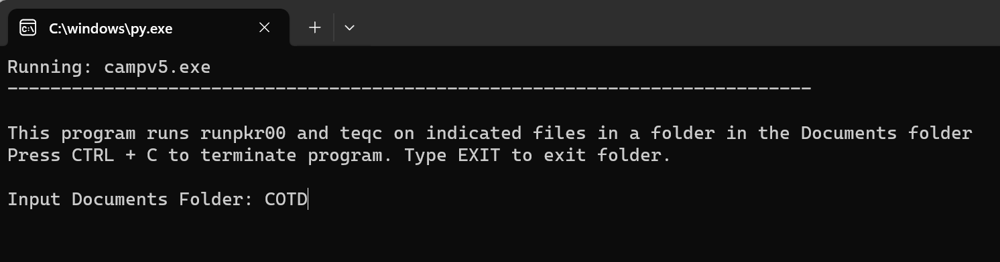 C:\windows\py.exe
Running: campv5.exe
---------------------------------------------------------------------------
This program runs runpkr00 and teqc on indicated files in a folder in the Documents folder
Press CTRL + C to terminate program. Type EXIT to exit folder.
Input Documents Folder: COTD